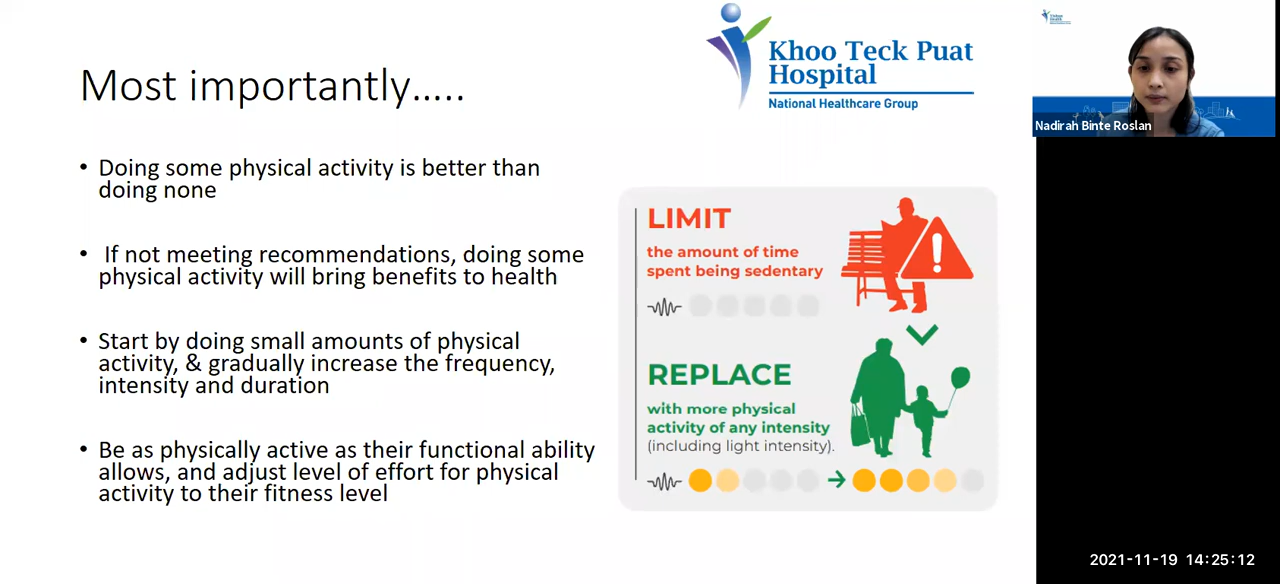 Most importantly…..
Khoo Teck Puat
Hospital
National Healthcare Group
Nadirah Binte Roslan
• Doing some physical activity is better than
doing none
• If not meeting recommendations, doing some
physical activity will bring benefits to health
• Start by doing small amounts of physical
activity, & gradually increase the frequency,
intensity and duration
• Be as physically active as their functional ability
allows, and adjust level of effort for physical
activity to their fitness level
LIMIT
the amount of time
spent being sedentary
REPLACE
with more physical
activity of any intensity
(including light intensity).
2021-11-19 14:25:12